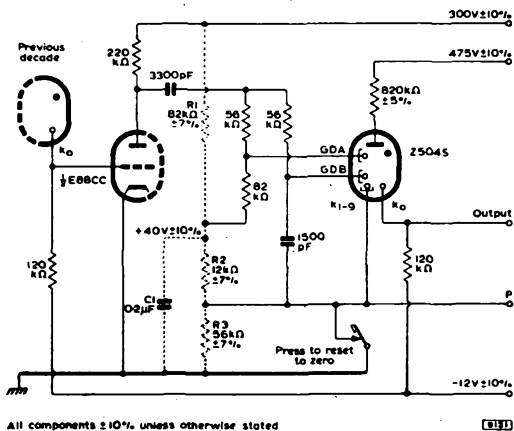 300V±10%
475V±10%
Previous
decade
220
kΩ
3300pF
R1
82kΩ
±7%
56
kΩ
56
kΩ
820kΩ
±5%
GDA
GDB
Z504S
k₀
½E88CC
82
kΩ
k₁₋₉
k₀
Output
+40V±10%
120
kΩ
R2
12kΩ
±7%
1500
pF
120
kΩ
C1
0·2µF
P
R3
56kΩ
±7%
Press to reset
to zero
-12V±10%
All components ±10% unless otherwise stated